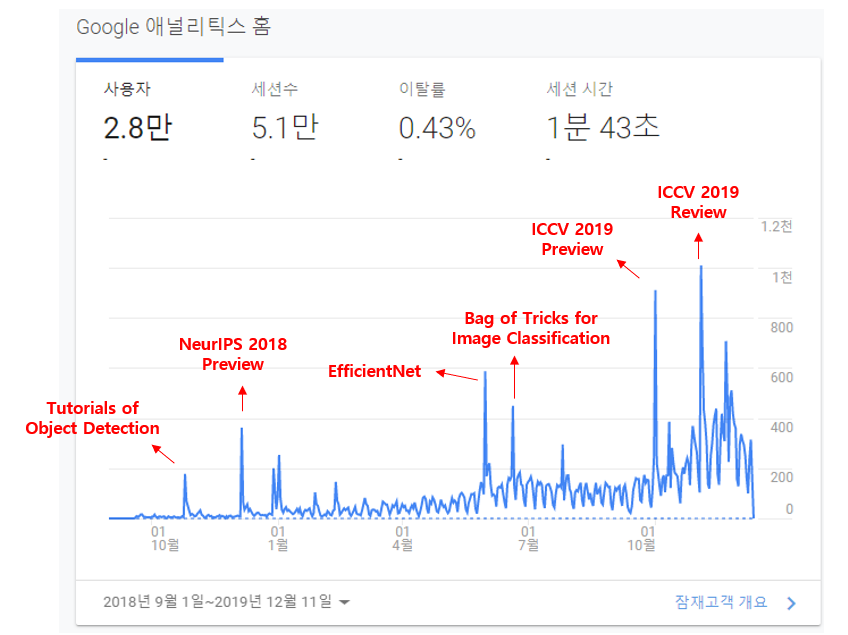 Google 애널리틱스 홈
사용자
세션수
이탈률
세션 시간
2.8만
5.1만
0.43%
1분 43초
ICCV 2019
Review
ICCV 2019
Preview
1.2천
1천
Bag of Tricks for
Image Classification
800
NeurIPS 2018
Preview
EfficientNet
600
Tutorials of
Object Detection
400
200
0
01
10월
01
1월
01
4월
01
7월
01
10월
2018년 9월 1일~2019년 12월 11일
잠재고객 개요